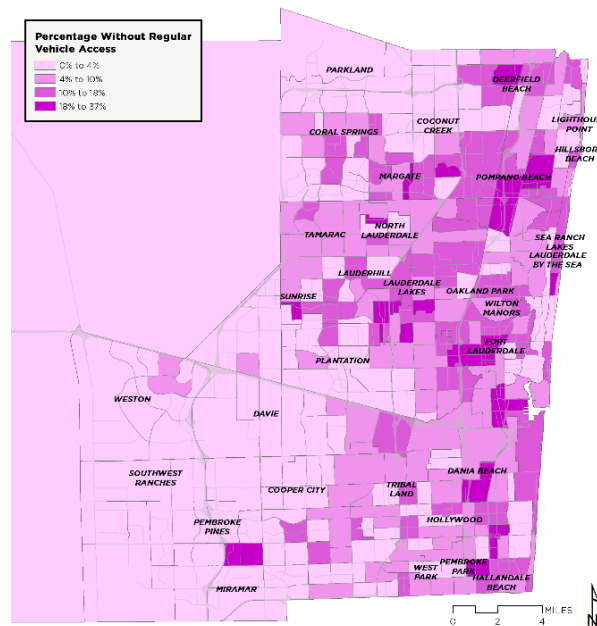 Percentage Without Regular
Vehicle Access
0% to 4%
4% to 10%
10% to 18%
18% to 37%
PARKLAND
DEERFIELD
BEACH
COCONUT
CREEK
LIGHTHOU
POINT
CORAL SPRINGS
HILLSBOR
BEACH
MARGATE
POMPANO BEACH
NORTH
LAUDERDALE
TAMARAC
SEA RANCH
LAKES
LAUDERDALE
BY THE SEA
LAUDERHILL
LAUDERDALE
LAKES
OAKLAND PARK
SUNRISE
WILTON
MANORS
FORT
LAUDERDALE
PLANTATION
WESTON
DAVIE
SOUTHWEST
RANCHES
DANIA BEACH
COOPER CITY
TRIBAL
LAND
PEMBROKE
PINES
HOLLYWOOD
WEST
PARK
PEMBROKE
PARK
HALLANDALE
BEACH
MIRAMAR
MILES
0 2 4
N